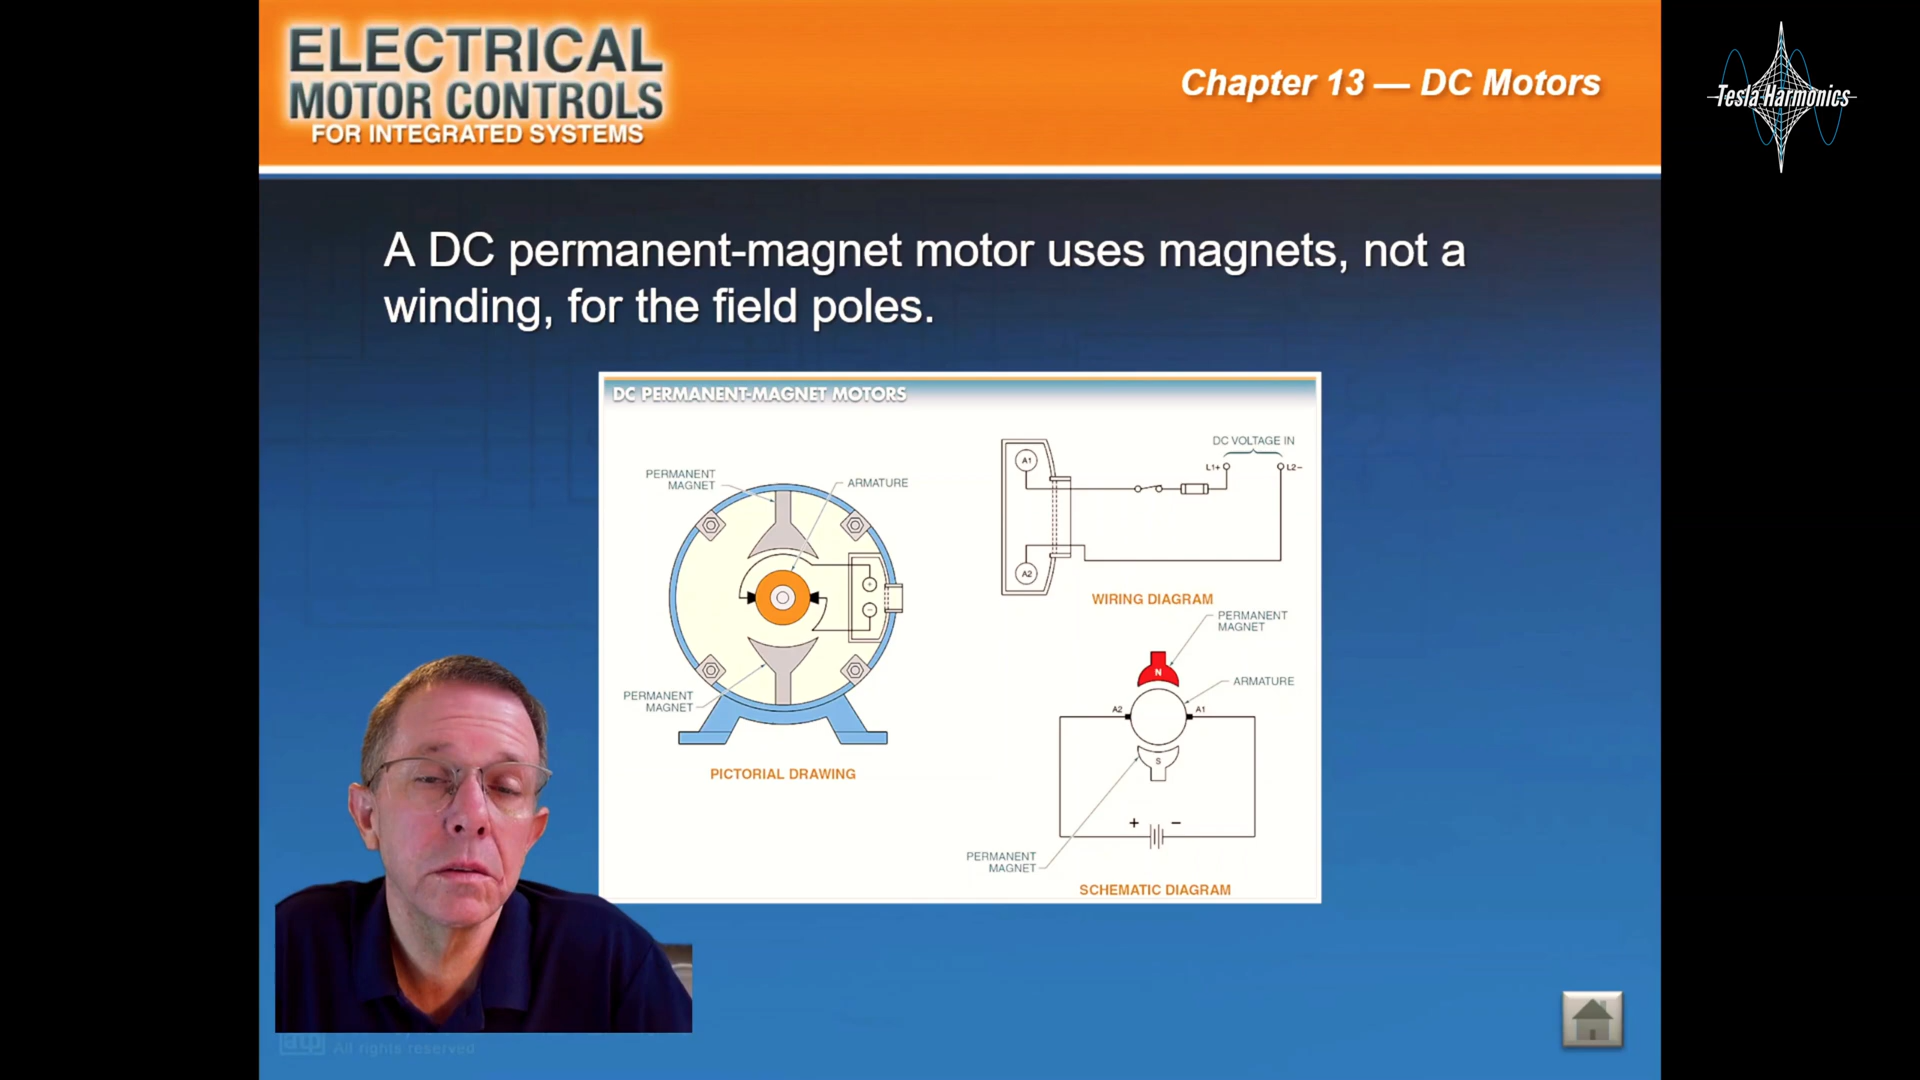 ELECTRICAL
MOTOR CONTROLS
FOR INTEGRATED SYSTEMS
Chapter 13 — DC Motors
Tesla Harmonics
A DC permanent-magnet motor uses magnets, not a
winding, for the field poles.
DC PERMANENT-MAGNET MOTORS
PERMANENT
MAGNET
ARMATURE
+
−
PERMANENT
MAGNET
PICTORIAL DRAWING
DC VOLTAGE IN
L1+
L2−
A1
A2
WIRING DIAGRAM
PERMANENT
MAGNET
N
ARMATURE
A2
A1
S
+
−
PERMANENT
MAGNET
SCHEMATIC DIAGRAM
atp
All rights reserved